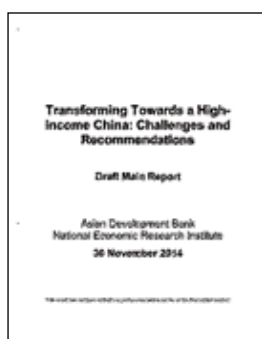 Transforming Towards a High-
income China: Challenges and
Recommendations
Draft Main Report
Asian Development Bank
National Economic Research Institute
30 November 2014